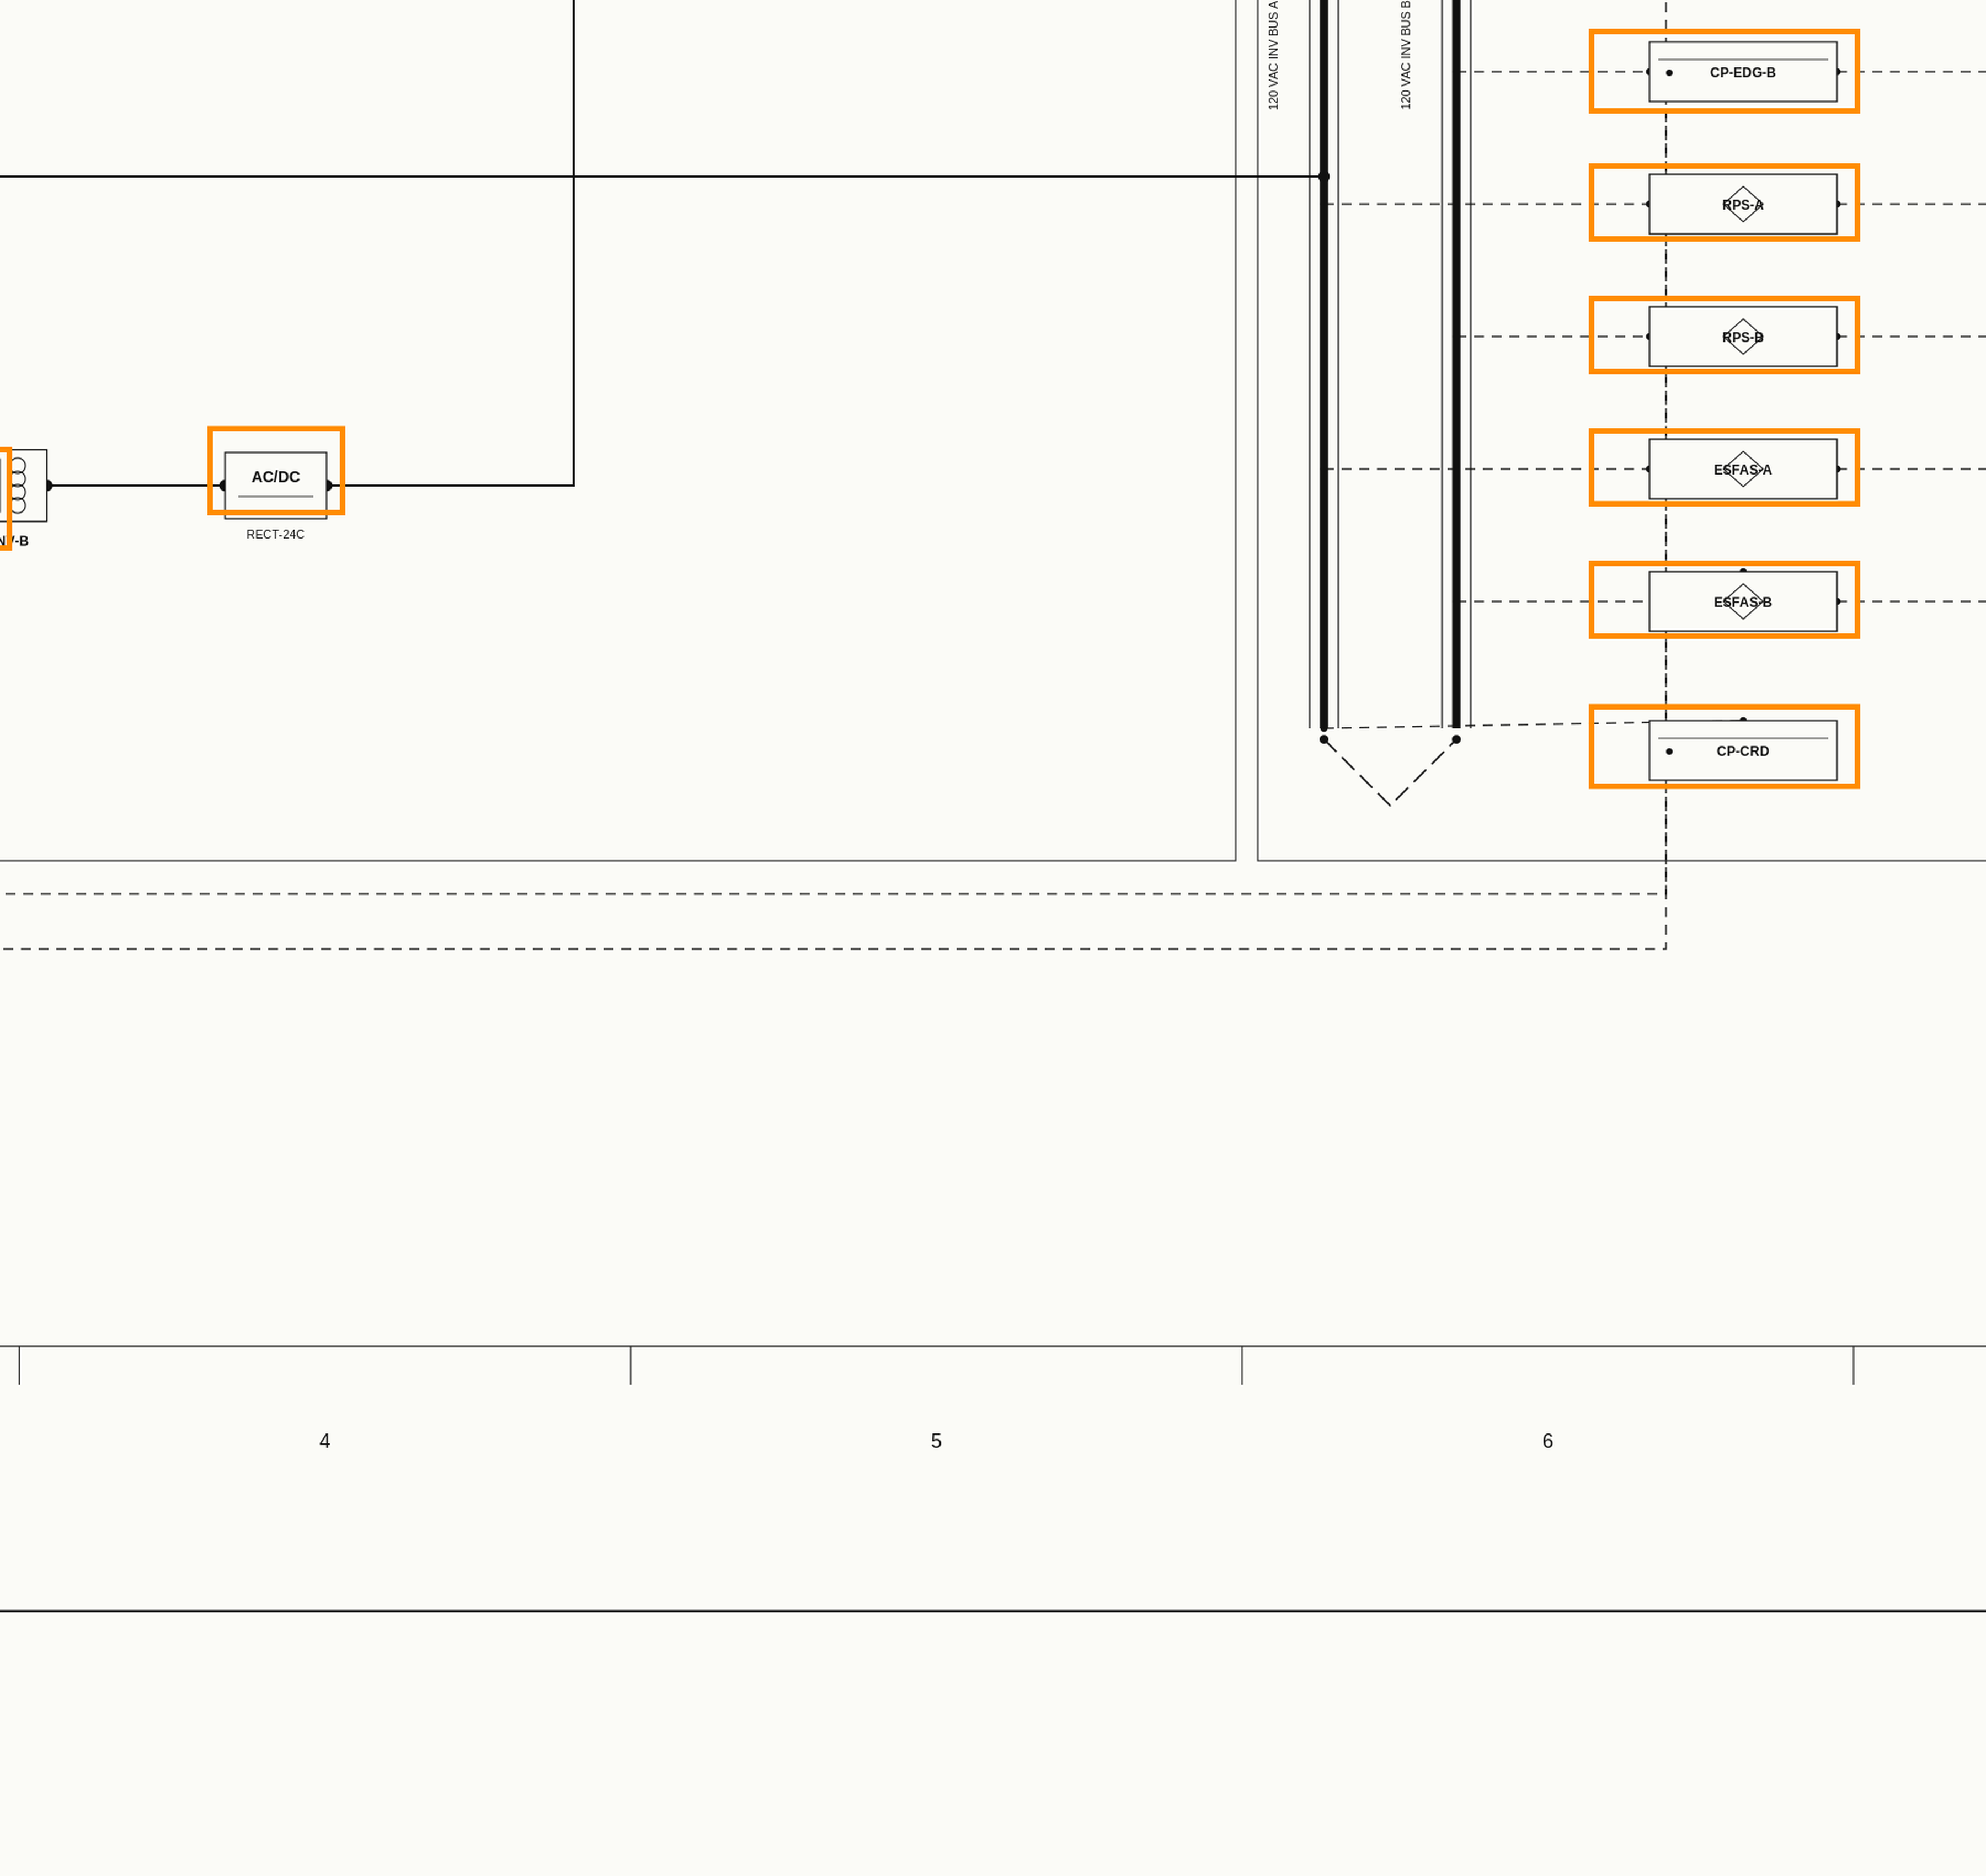 120 VAC INV BUS A
120 VAC INV BUS B
CP-EDG-B
RPS-A
RPS-B
AC/DC
ESFAS-A
RECT-24C
NV-B
ESFAS-B
CP-CRD
4
5
6